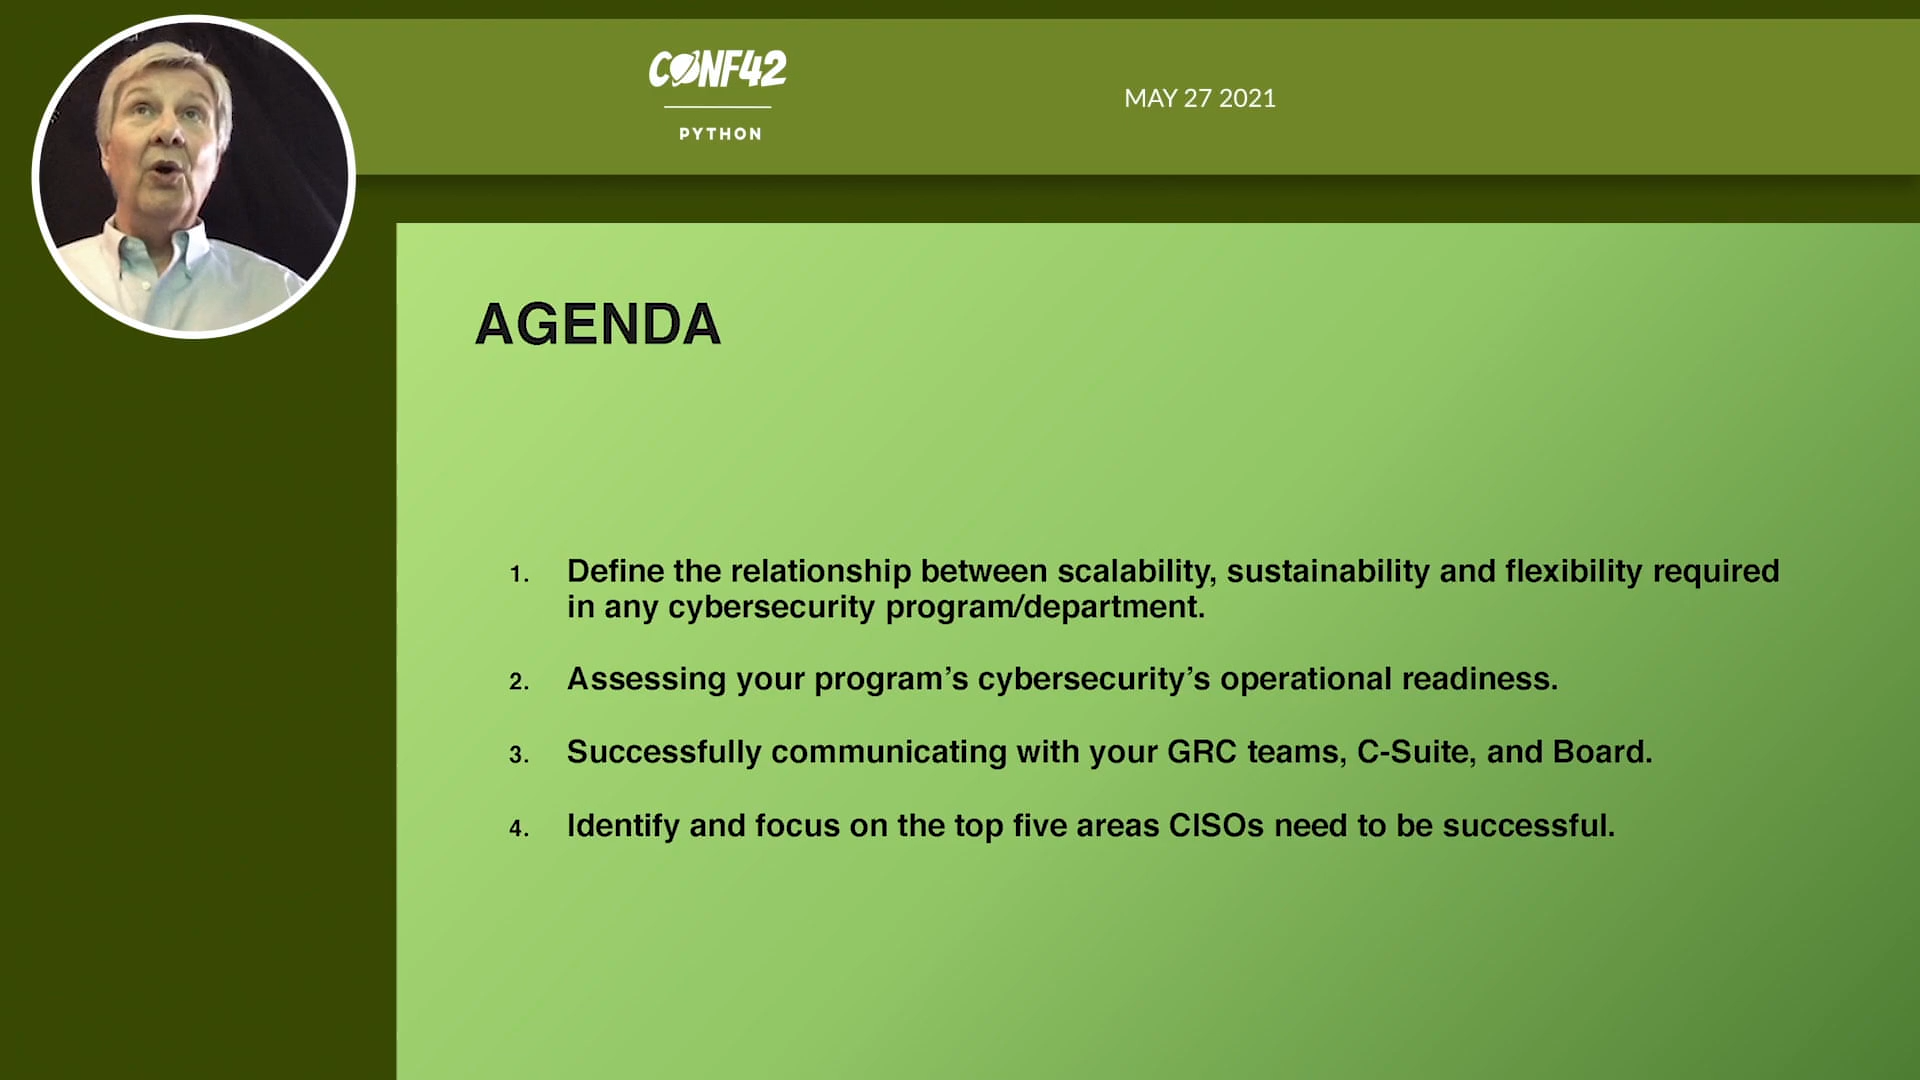 CONF42
PYTHON
MAY 27 2021
AGENDA
1. Define the relationship between scalability, sustainability and flexibility required
in any cybersecurity program/department.
2. Assessing your program’s cybersecurity’s operational readiness.
3. Successfully communicating with your GRC teams, C-Suite, and Board.
4. Identify and focus on the top five areas CISOs need to be successful.